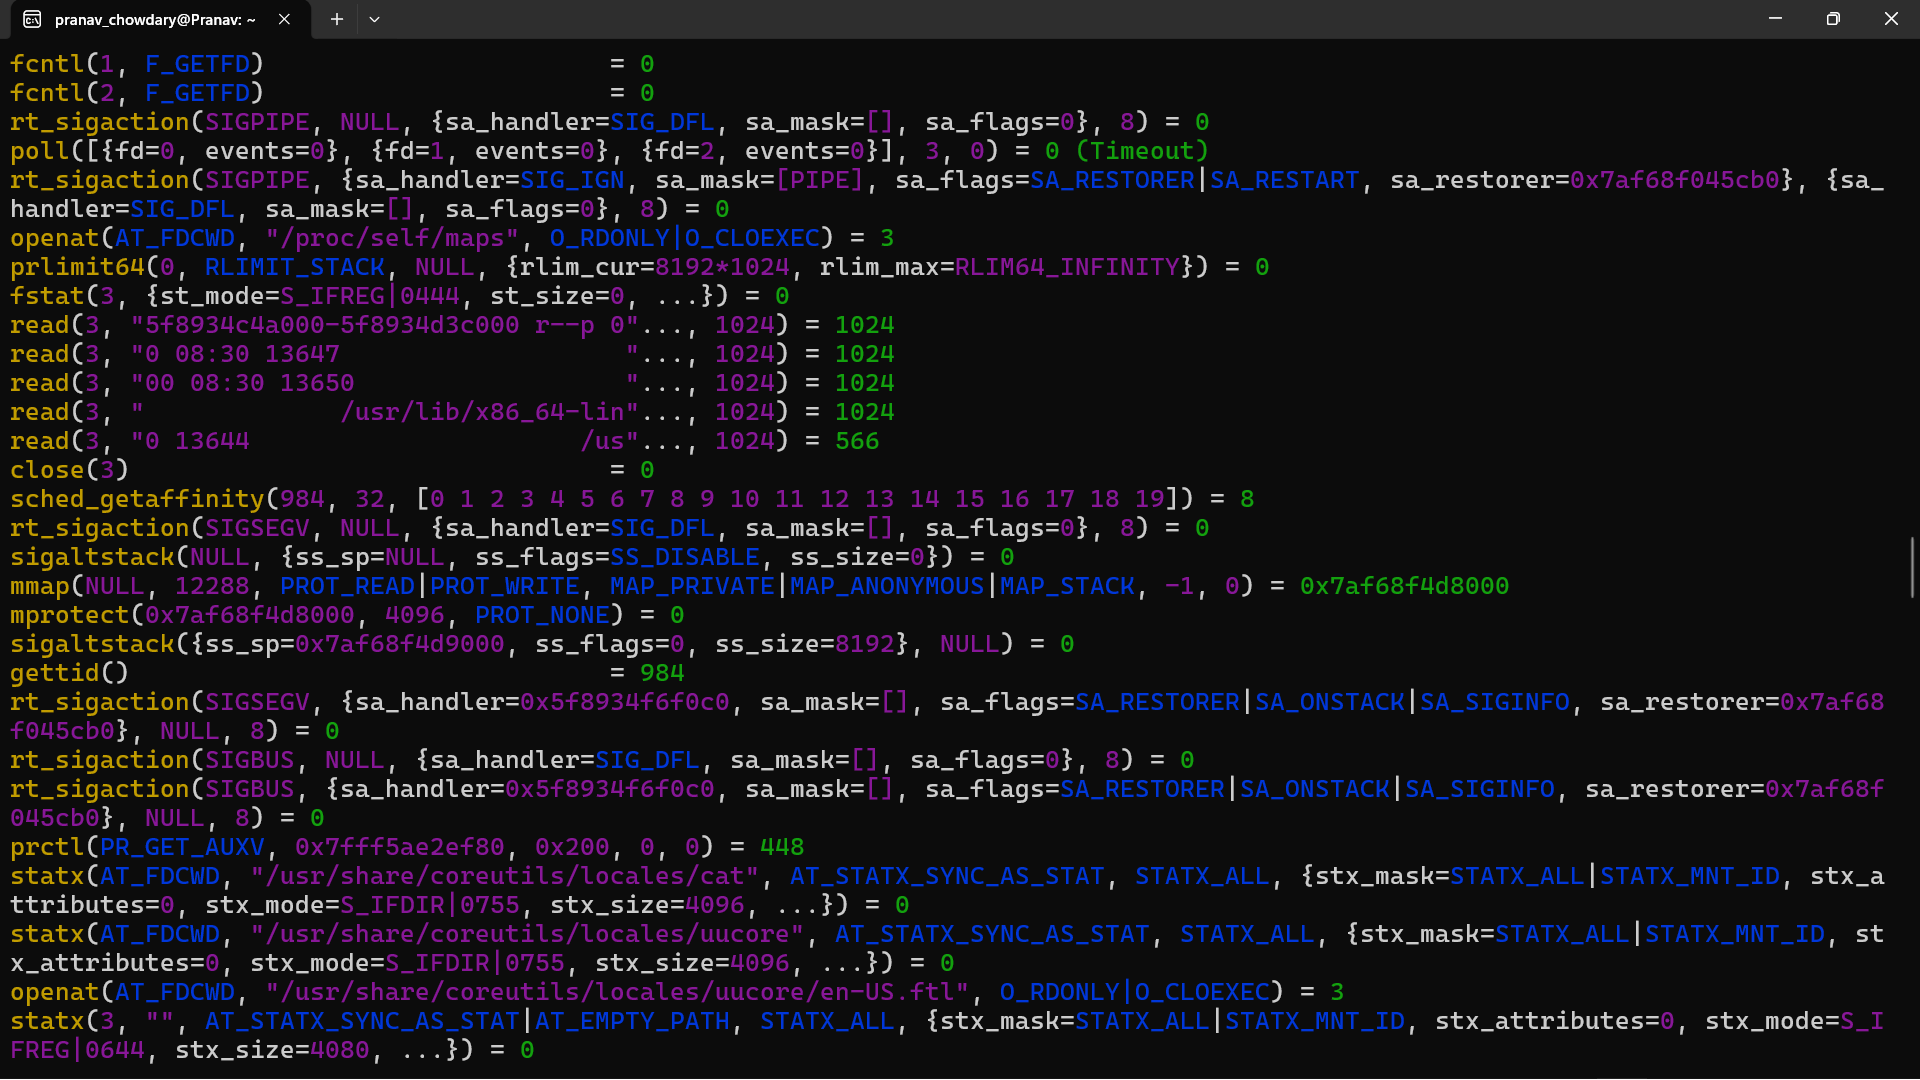 pranav_chowdary@Pranav: ~
fcntl(1, F_GETFD)                       = 0
fcntl(2, F_GETFD)                       = 0
rt_sigaction(SIGPIPE, NULL, {sa_handler=SIG_DFL, sa_mask=[], sa_flags=0}, 8) = 0
poll([{fd=0, events=0}, {fd=1, events=0}, {fd=2, events=0}], 3, 0) = 0 (Timeout)
rt_sigaction(SIGPIPE, {sa_handler=SIG_IGN, sa_mask=[PIPE], sa_flags=SA_RESTORER|SA_RESTART, sa_restorer=0x7af68f045cb0}, {sa_
handler=SIG_DFL, sa_mask=[], sa_flags=0}, 8) = 0
openat(AT_FDCWD, "/proc/self/maps", O_RDONLY|O_CLOEXEC) = 3
prlimit64(0, RLIMIT_STACK, NULL, {rlim_cur=8192*1024, rlim_max=RLIM64_INFINITY}) = 0
fstat(3, {st_mode=S_IFREG|0444, st_size=0, ...}) = 0
read(3, "5f8934c4a000-5f8934d3c000 r--p 0"..., 1024) = 1024
read(3, "0 08:30 13647                   "..., 1024) = 1024
read(3, "00 08:30 13650                  "..., 1024) = 1024
read(3, "             /usr/lib/x86_64-lin"..., 1024) = 1024
read(3, "0 13644                      /us"..., 1024) = 566
close(3)                                = 0
sched_getaffinity(984, 32, [0 1 2 3 4 5 6 7 8 9 10 11 12 13 14 15 16 17 18 19]) = 8
rt_sigaction(SIGSEGV, NULL, {sa_handler=SIG_DFL, sa_mask=[], sa_flags=0}, 8) = 0
sigaltstack(NULL, {ss_sp=NULL, ss_flags=SS_DISABLE, ss_size=0}) = 0
mmap(NULL, 12288, PROT_READ|PROT_WRITE, MAP_PRIVATE|MAP_ANONYMOUS|MAP_STACK, -1, 0) = 0x7af68f4d8000
mprotect(0x7af68f4d8000, 4096, PROT_NONE) = 0
sigaltstack({ss_sp=0x7af68f4d9000, ss_flags=0, ss_size=8192}, NULL) = 0
gettid()                                = 984
rt_sigaction(SIGSEGV, {sa_handler=0x5f8934f6f0c0, sa_mask=[], sa_flags=SA_RESTORER|SA_ONSTACK|SA_SIGINFO, sa_restorer=0x7af68
f045cb0}, NULL, 8) = 0
rt_sigaction(SIGBUS, NULL, {sa_handler=SIG_DFL, sa_mask=[], sa_flags=0}, 8) = 0
rt_sigaction(SIGBUS, {sa_handler=0x5f8934f6f0c0, sa_mask=[], sa_flags=SA_RESTORER|SA_ONSTACK|SA_SIGINFO, sa_restorer=0x7af68f
045cb0}, NULL, 8) = 0
prctl(PR_GET_AUXV, 0x7fff5ae2ef80, 0x200, 0, 0) = 448
statx(AT_FDCWD, "/usr/share/coreutils/locales/cat", AT_STATX_SYNC_AS_STAT, STATX_ALL, {stx_mask=STATX_ALL|STATX_MNT_ID, stx_a
ttributes=0, stx_mode=S_IFDIR|0755, stx_size=4096, ...}) = 0
statx(AT_FDCWD, "/usr/share/coreutils/locales/uucore", AT_STATX_SYNC_AS_STAT, STATX_ALL, {stx_mask=STATX_ALL|STATX_MNT_ID, st
x_attributes=0, stx_mode=S_IFDIR|0755, stx_size=4096, ...}) = 0
openat(AT_FDCWD, "/usr/share/coreutils/locales/uucore/en-US.ftl", O_RDONLY|O_CLOEXEC) = 3
statx(3, "", AT_STATX_SYNC_AS_STAT|AT_EMPTY_PATH, STATX_ALL, {stx_mask=STATX_ALL|STATX_MNT_ID, stx_attributes=0, stx_mode=S_I
FREG|0644, stx_size=4080, ...}) = 0